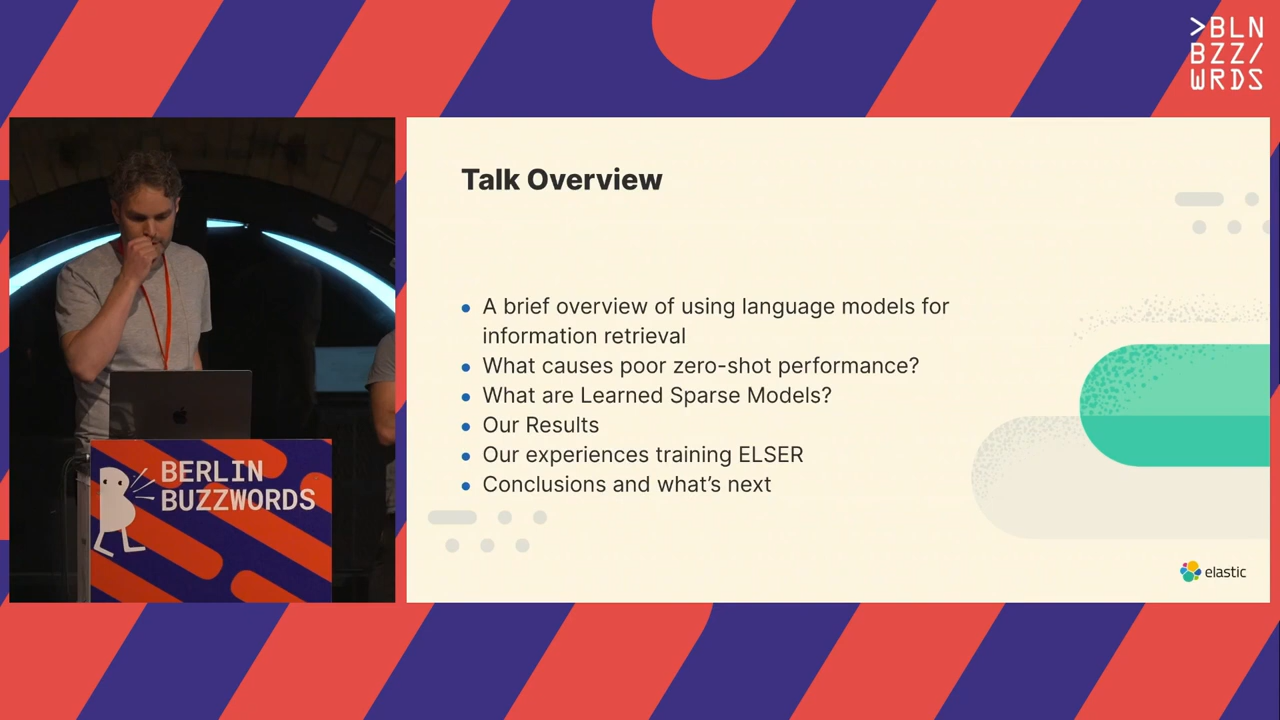 >BLN
BZZ/
WRDS
Talk Overview
• A brief overview of using language models for
information retrieval
• What causes poor zero-shot performance?
• What are Learned Sparse Models?
• Our Results
• Our experiences training ELSER
• Conclusions and what's next
elastic
BERLIN
BUZZWORDS